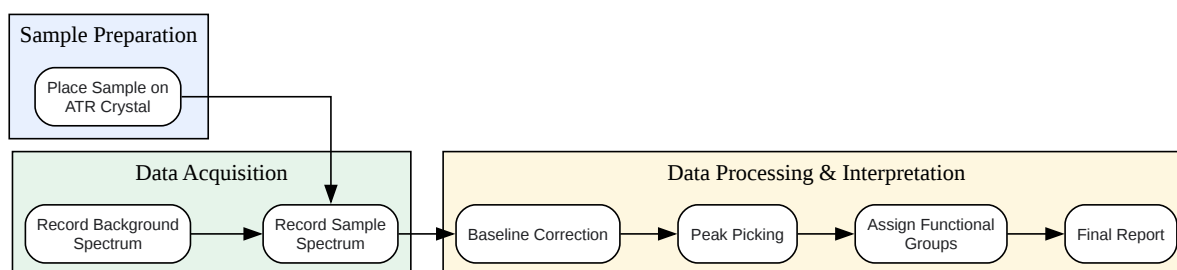 Sample Preparation
Place Sample on
ATR Crystal
Data Acquisition
Record Background
Spectrum
Record Sample
Spectrum
Data Processing & Interpretation
Baseline Correction
Peak Picking
Assign Functional
Groups
Final Report